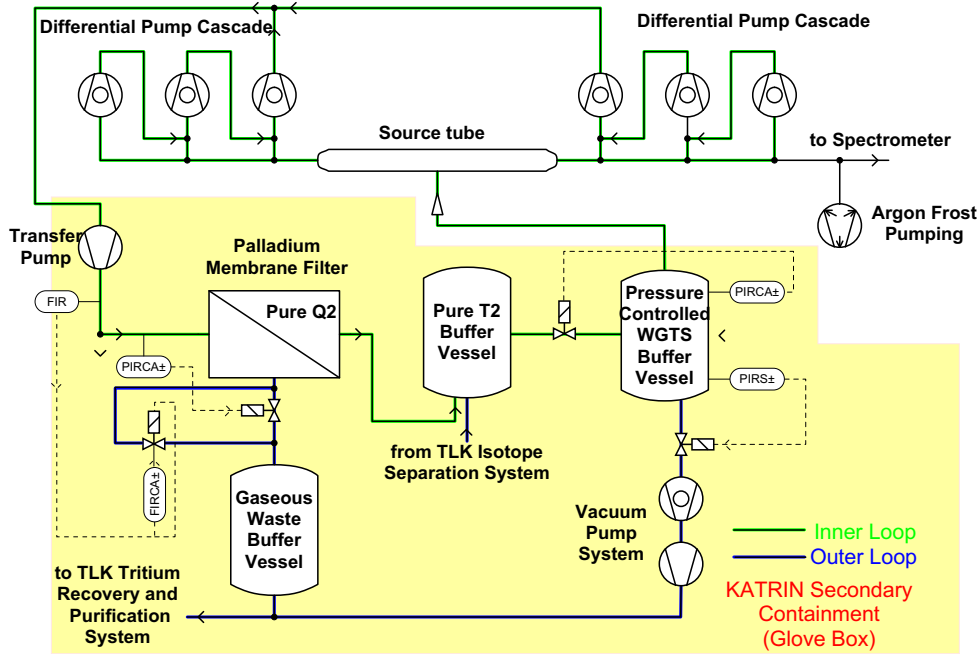 Differential Pump Cascade
Differential Pump Cascade
Source tube
to Spectrometer
Argon Frost
Pumping
Transfer
Pump
Palladium
Membrane Filter
FIR
Pure Q2
Pure T2
Buffer
Vessel
Pressure
Controlled
WGTS
Buffer
Vessel
PIRCA±
PIRCA±
PIRS±
from TLK Isotope
Separation System
FIRCA±
Gaseous
Waste
Buffer
Vessel
Vacuum
Pump
System
Inner Loop
Outer Loop
to TLK Tritium
Recovery and
Purification
System
KATRIN Secondary
Containment
(Glove Box)